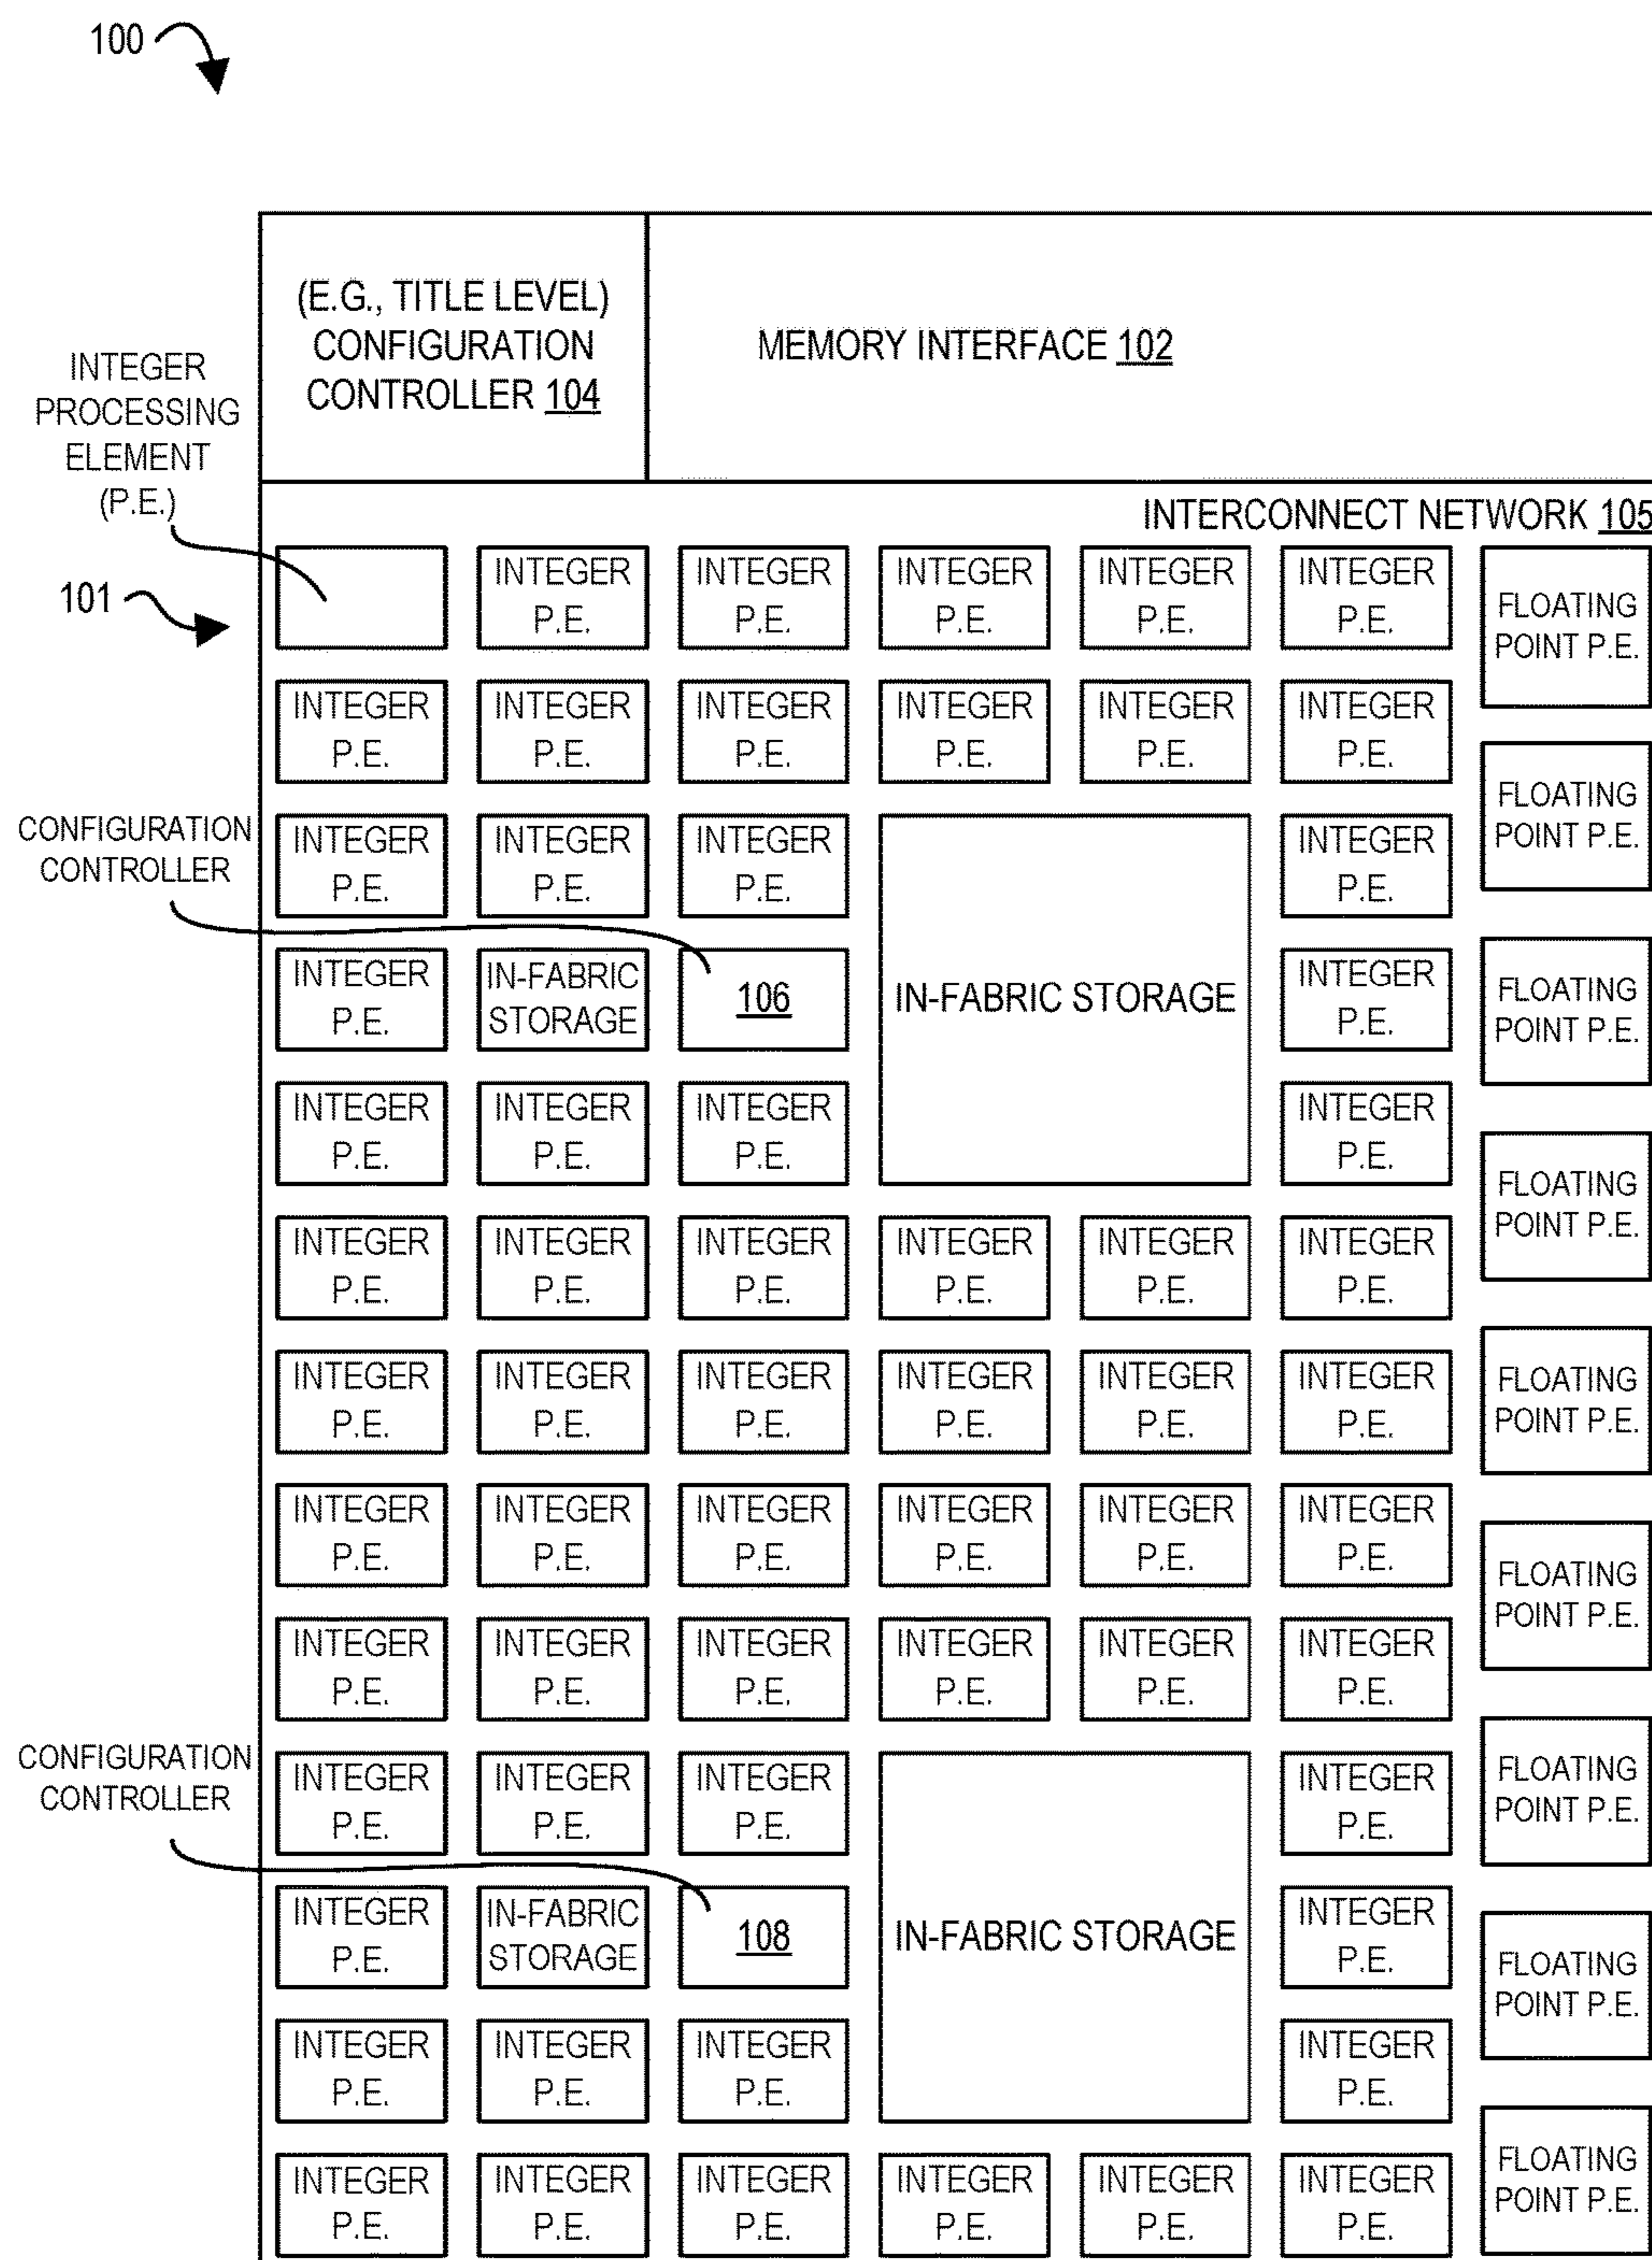 100
(E.G., TITLE LEVEL)
CONFIGURATION
CONTROLLER 104
MEMORY INTERFACE 102
INTEGER
PROCESSING
ELEMENT
(P.E.)
INTERCONNECT NETWORK 105
101
INTEGER
P.E.
INTEGER
P.E.
INTEGER
P.E.
INTEGER
P.E.
INTEGER
P.E.
FLOATING
POINT P.E.
INTEGER
P.E.
INTEGER
P.E.
INTEGER
P.E.
INTEGER
P.E.
INTEGER
P.E.
INTEGER
P.E.
FLOATING
POINT P.E.
CONFIGURATION
CONTROLLER
INTEGER
P.E.
INTEGER
P.E.
INTEGER
P.E.
INTEGER
P.E.
INTEGER
P.E.
IN-FABRIC
STORAGE
106
IN-FABRIC STORAGE
INTEGER
P.E.
FLOATING
POINT P.E.
INTEGER
P.E.
INTEGER
P.E.
INTEGER
P.E.
INTEGER
P.E.
FLOATING
POINT P.E.
INTEGER
P.E.
INTEGER
P.E.
INTEGER
P.E.
INTEGER
P.E.
INTEGER
P.E.
INTEGER
P.E.
INTEGER
P.E.
INTEGER
P.E.
INTEGER
P.E.
INTEGER
P.E.
INTEGER
P.E.
INTEGER
P.E.
FLOATING
POINT P.E.
INTEGER
P.E.
INTEGER
P.E.
INTEGER
P.E.
INTEGER
P.E.
INTEGER
P.E.
INTEGER
P.E.
FLOATING
POINT P.E.
INTEGER
P.E.
INTEGER
P.E.
INTEGER
P.E.
INTEGER
P.E.
INTEGER
P.E.
INTEGER
P.E.
CONFIGURATION
CONTROLLER
INTEGER
P.E.
INTEGER
P.E.
INTEGER
P.E.
INTEGER
P.E.
FLOATING
POINT P.E.
INTEGER
P.E.
IN-FABRIC
STORAGE
108
IN-FABRIC STORAGE
INTEGER
P.E.
FLOATING
POINT P.E.
INTEGER
P.E.
INTEGER
P.E.
INTEGER
P.E.
INTEGER
P.E.
INTEGER
P.E.
INTEGER
P.E.
INTEGER
P.E.
INTEGER
P.E.
INTEGER
P.E.
INTEGER
P.E.
FLOATING
POINT P.E.